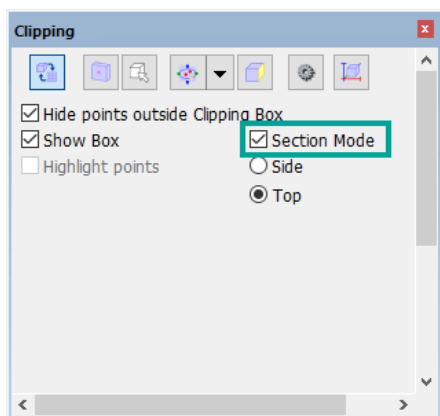 Clipping
Hide points outside Clipping Box
Show Box
Section Mode
Highlight points
Side
Top